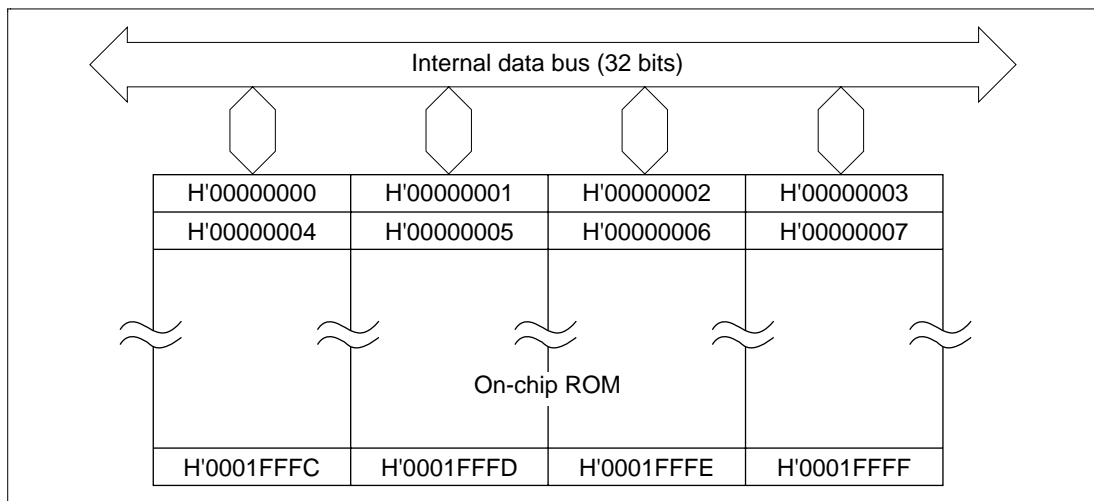 Internal data bus (32 bits)
H'00000000 H'00000001 H'00000002 H'00000003
H'00000004 H'00000005 H'00000006 H'00000007
On-chip ROM
H'0001FFFC H'0001FFFD H'0001FFFE H'0001FFFF